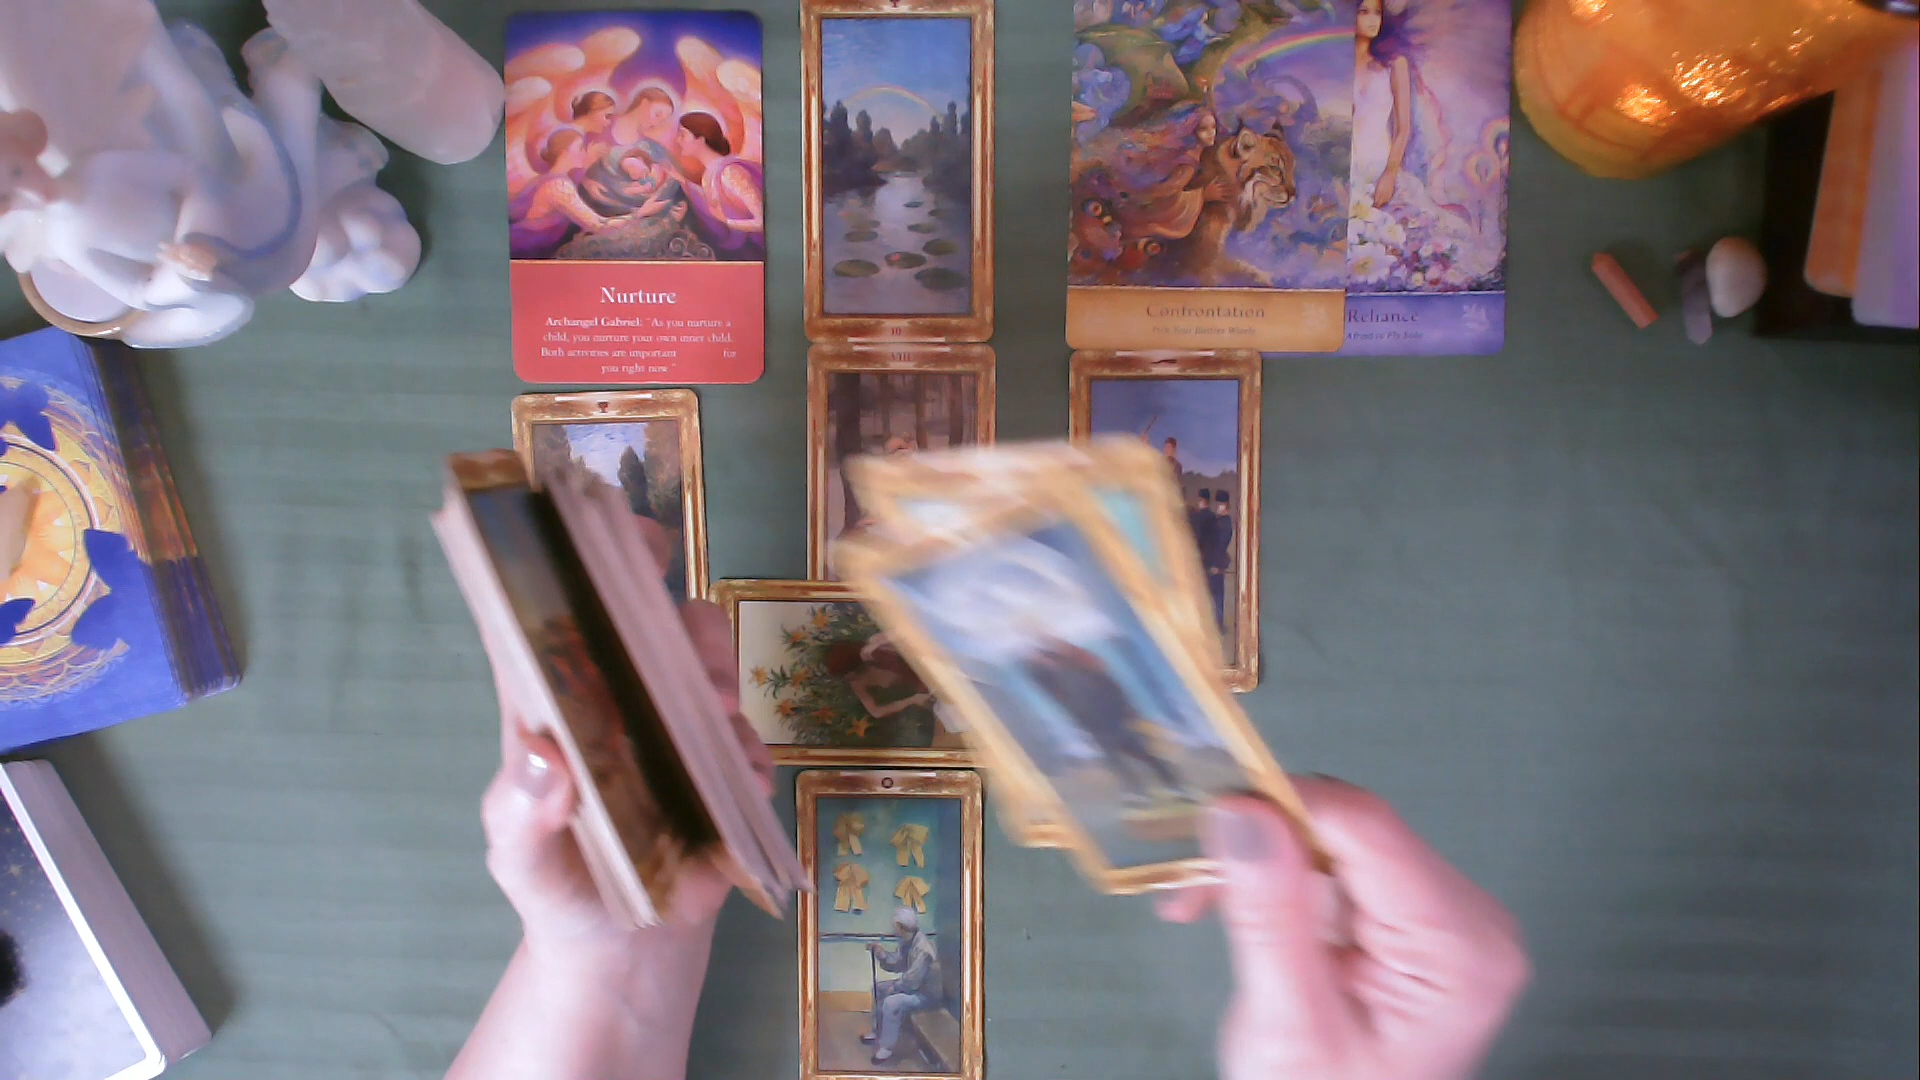 Nurture
Archangel Gabriel: "As you nurture a
child, you nurture your own inner child.
Both activities are important for
you right now."
III
VIII
Confrontation
Pick Your Battles Wisely
Reliance
Afraid to Fly Solo